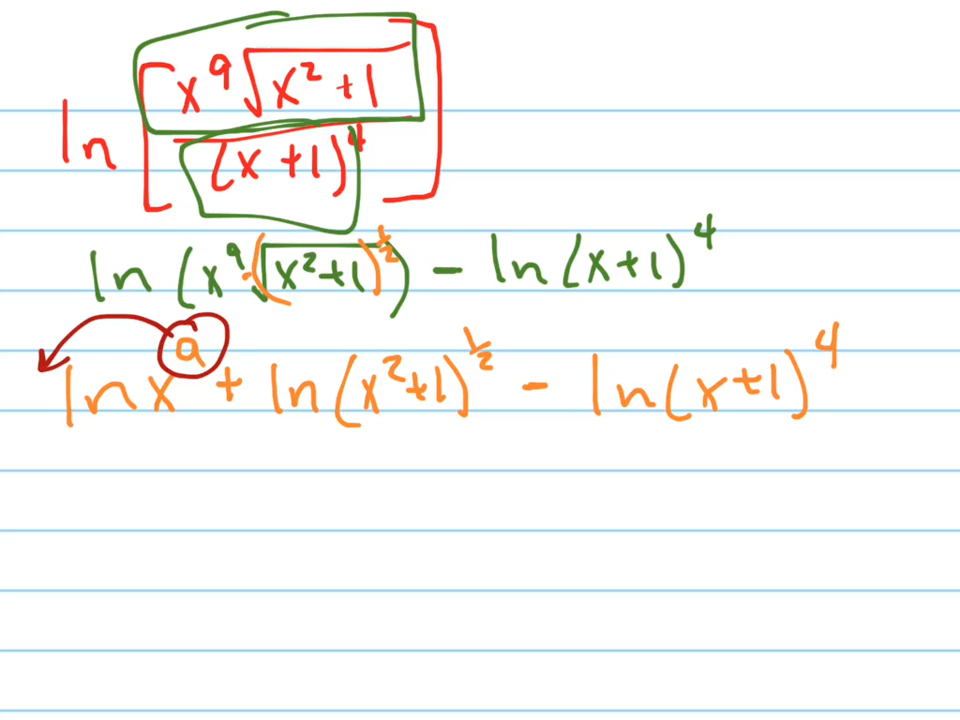 ln [x⁹√(x²+1) / (x+1)⁴]
ln (x⁹ · √(x²+1)^½) − ln(x+1)⁴
ln x⁹ + ln(x²+1)^½ − ln(x+1)⁴